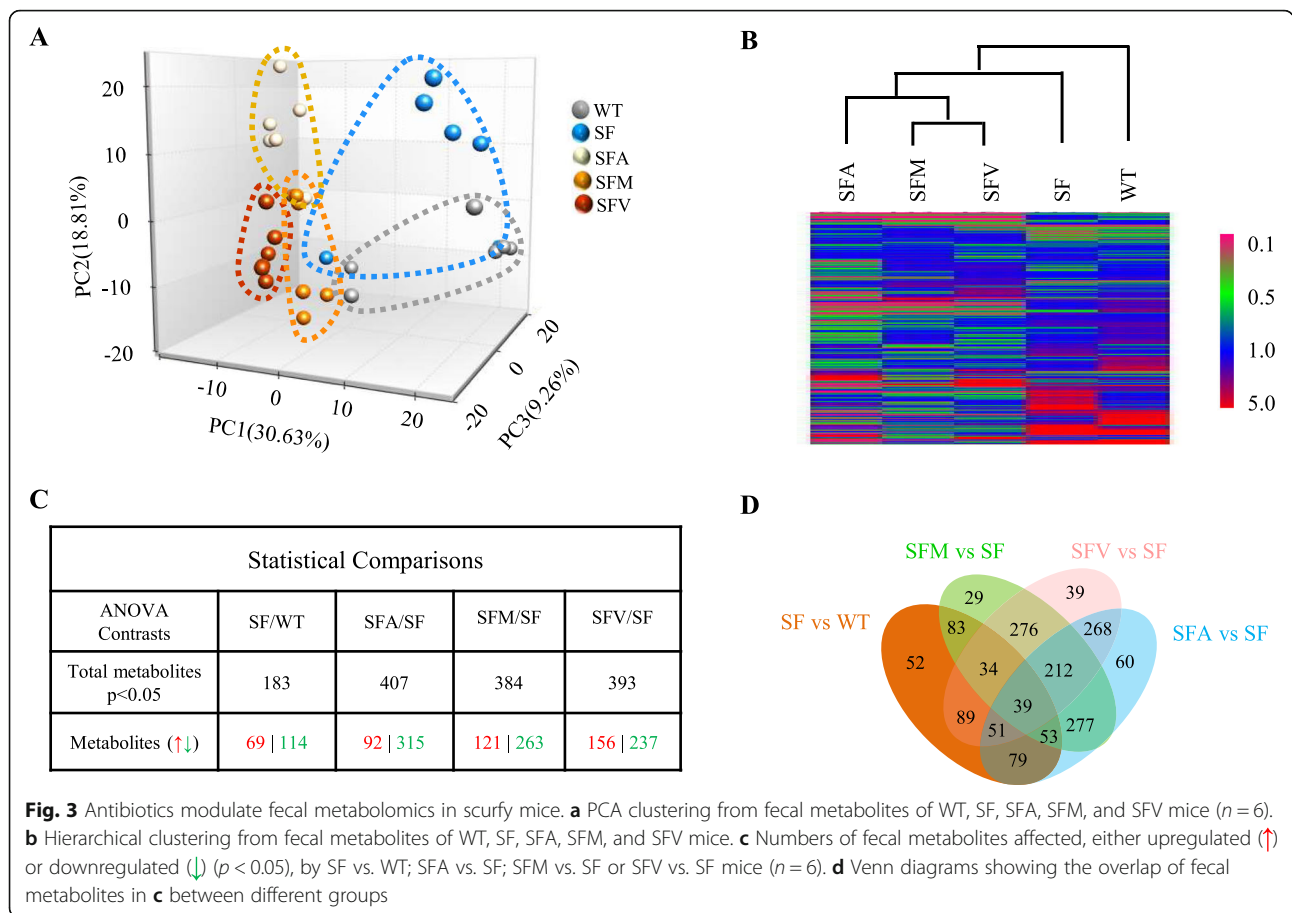 A
20
10
0
-10
-20
PC2(18.81%)
-10
0
10
20
PC1(30.63%)
-20
0
20
PC3(9.26%)
WT
SF
SFA
SFM
SFV
B
SFA
SFM
SFV
SF
WT
0.1
0.5
1.0
5.0
C
Statistical Comparisons
ANOVA Contrasts
SF/WT
SFA/SF
SFM/SF
SFV/SF
Total metabolites p<0.05
183
407
384
393
Metabolites (↑↓)
69 | 114
92 | 315
121 | 263
156 | 237
D
SFM vs SF
SFV vs SF
SF vs WT
SFA vs SF
29
39
83
276
268
52
34
212
60
39
89
51
53
277
79
Fig. 3 Antibiotics modulate fecal metabolomics in scurfy mice. a PCA clustering from fecal metabolites of WT, SF, SFA, SFM, and SFV mice (n = 6).
b Hierarchical clustering from fecal metabolites of WT, SF, SFA, SFM, and SFV mice. c Numbers of fecal metabolites affected, either upregulated (↑)
or downregulated (↓) (p < 0.05), by SF vs. WT; SFA vs. SF; SFM vs. SF or SFV vs. SF mice (n = 6). d Venn diagrams showing the overlap of fecal
metabolites in c between different groups